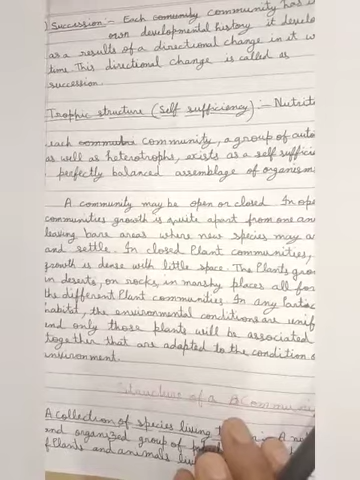 ) Succession :- Each community community has
own developmental history it develo
as a results of a directional change in it w
time. This directional change is called as
succession.
Trophic structure (Self sufficiency) :- Nutriti
each community, a group of auto
as well as heterotrophs, exists as a self suffici
prefectly balanced assemblage of organism
A community may be open or closed In ope
communities growth is quite apart from one an
leaving bare areas where new species may a
and settle. In closed Plant communities,
growth is dense with little space. The Plants grow
in deserts, on rocks, in marshy places all for
the different Plant communities. In any partic
habitat, the environmental conditions are unif
and only those plants will be associated
together that are adapted to the condition o
environment.
Structure of a Communi
A collection of species living
and organized group of
f Plants and animals liv